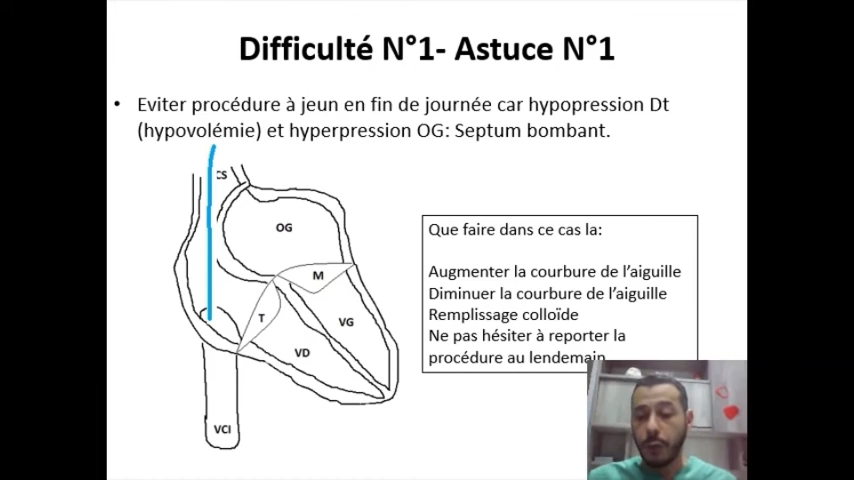 Difficulté N°1- Astuce N°1
• Eviter procédure à jeun en fin de journée car hypopression Dt
(hypovolémie) et hyperpression OG: Septum bombant.
CS
OG
M
T
VG
VD
VCI
Que faire dans ce cas la:
Augmenter la courbure de l’aiguille
Diminuer la courbure de l’aiguille
Remplissage colloïde
Ne pas hésiter à reporter la
procédure au lendemain